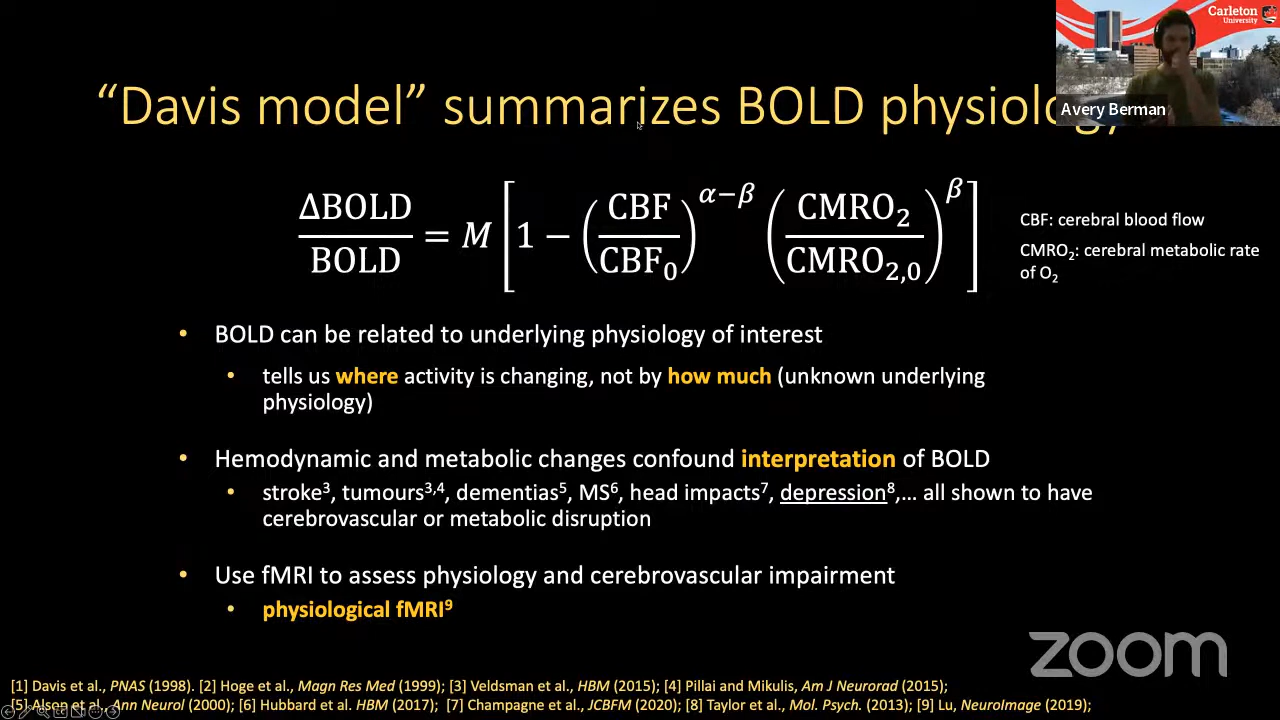 Carleton
University
Avery Berman
“Davis model” summarizes BOLD physiology
ΔBOLD/BOLD = M[1 − (CBF/CBF₀)^(α−β) (CMRO₂/CMRO₂,₀)^β]
CBF: cerebral blood flow
CMRO₂: cerebral metabolic rate
of O₂
• BOLD can be related to underlying physiology of interest
• tells us where activity is changing, not by how much (unknown underlying
physiology)
• Hemodynamic and metabolic changes confound interpretation of BOLD
• stroke³, tumours³,⁴, dementias⁵, MS⁶, head impacts⁷, depression⁸,... all shown to have
cerebrovascular or metabolic disruption
• Use fMRI to assess physiology and cerebrovascular impairment
• physiological fMRI⁹
zoom
[1] Davis et al., PNAS (1998). [2] Hoge et al., Magn Res Med (1999); [3] Veldsman et al., HBM (2015); [4] Pillai and Mikulis, Am J Neurorad (2015);
[5] Alsen et al., Ann Neurol (2000); [6] Hubbard et al. HBM (2017); [7] Champagne et al., JCBFM (2020); [8] Taylor et al., Mol. Psych. (2013); [9] Lu, NeuroImage (2019);